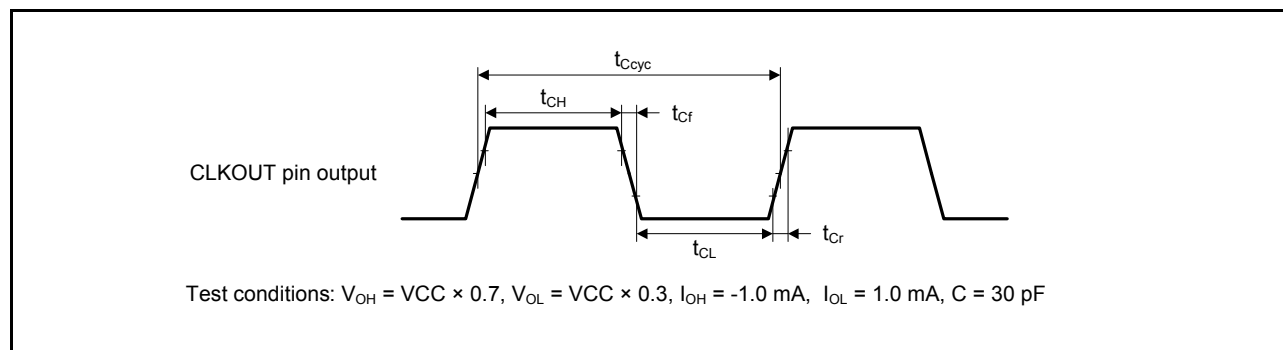 tCcyc
tCH
tCf
CLKOUT pin output
tCL
tCr
Test conditions: VOH = VCC × 0.7, VOL = VCC × 0.3, IOH = -1.0 mA, IOL = 1.0 mA, C = 30 pF